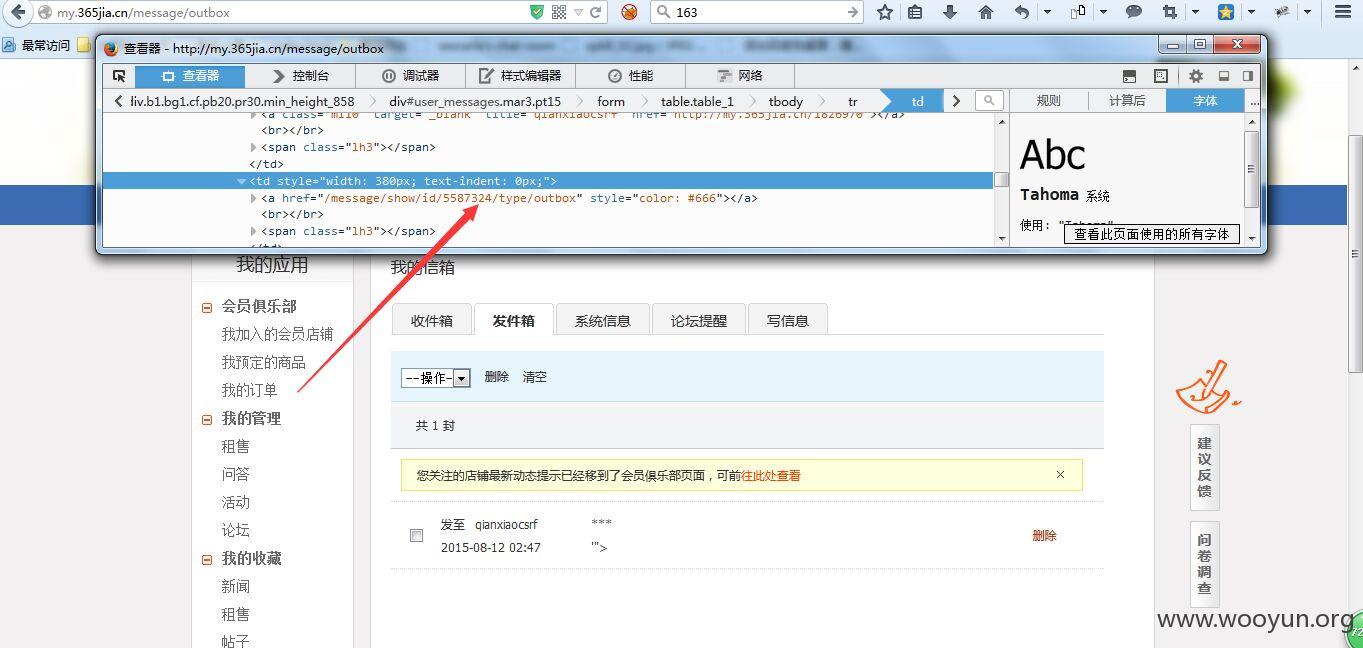 my.365jia.cn/message/outbox
163
最常访问
查看器 - http://my.365jia.cn/message/outbox
查看器 控制台 调试器 样式编辑器 性能 网络
liv.b1.bg1.cf.pb20.pr30.min_height_858 div#user_messages.mar3.pt15 form table.table_1 tbody tr td
规则 计算后 字体
<a class="ml10" target="_blank" title="qianxiaocsrf" href="http://my.365jia.cn/1826970"></a>
<br></br>
<span class="lh3"></span>
</td>
<td style="width: 380px; text-indent: 0px;">
<a href="/message/show/id/5587324/type/outbox" style="color: #666"></a>
<br></br>
<span class="lh3"></span>
Abc
Tahoma 系统
使用: "Tahoma"
查看此页面使用的所有字体
我的应用
会员俱乐部
我加入的会员店铺
我预定的商品
我的订单
我的管理
租售
问答
活动
论坛
我的收藏
新闻
租售
帖子
我的信箱
收件箱 发件箱 系统信息 论坛提醒 写信息
--操作- 删除 清空
共 1 封
您关注的店铺最新动态提示已经移到了会员俱乐部页面，可前往此处查看 ×
发至 qianxiaocsrf ***
2015-08-12 02:47 '">
删除
建议反馈
问卷调查
www.wooyun.org
72